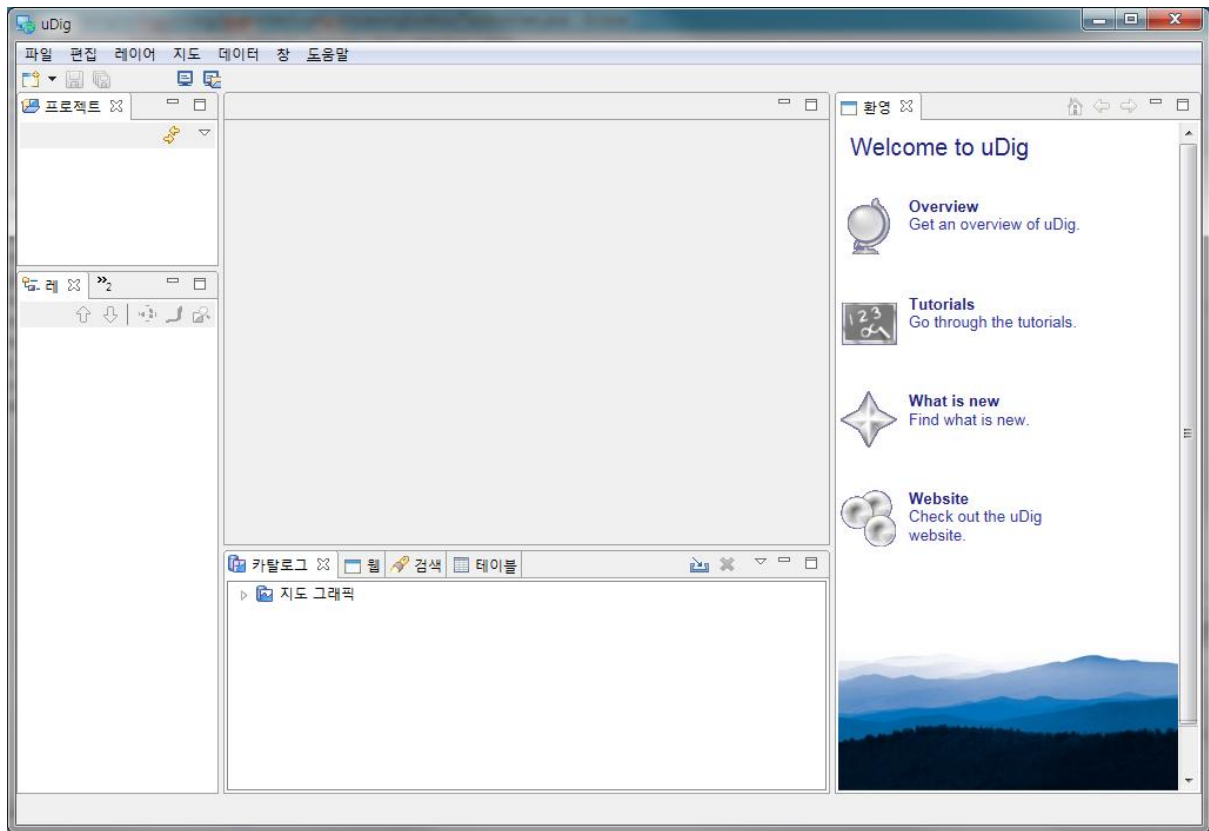 uDig
파일 편집 레이어 지도 데이터 창 도움말
프로젝트
환영
Welcome to uDig
Overview
Get an overview of uDig.
Tutorials
Go through the tutorials.
What is new
Find what is new.
Website
Check out the uDig
website.
레 »2
카탈로그 웹 검색 테이블
지도 그래픽